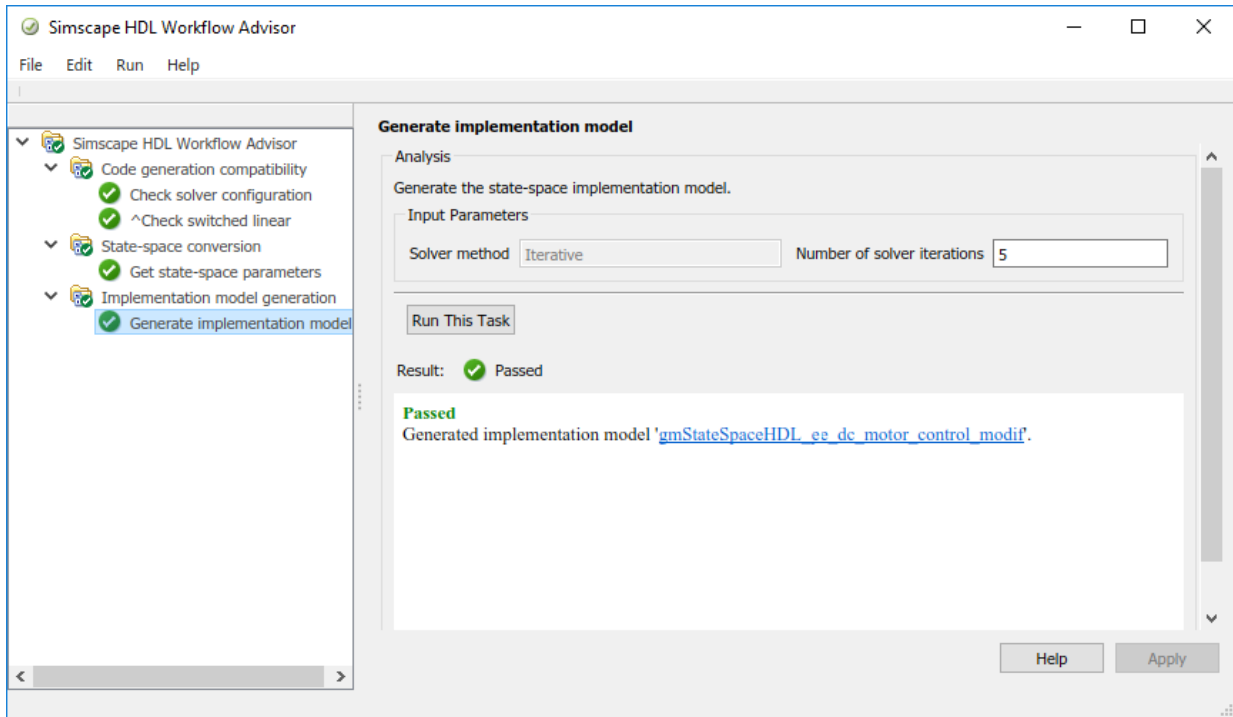 Simscape HDL Workflow Advisor
File Edit Run Help
Simscape HDL Workflow Advisor
Code generation compatibility
Check solver configuration
^Check switched linear
State-space conversion
Get state-space parameters
Implementation model generation
Generate implementation model
Generate implementation model
Analysis
Generate the state-space implementation model.
Input Parameters
Solver method Iterative Number of solver iterations 5
Run This Task
Result: Passed
Passed
Generated implementation model 'gmStateSpaceHDL_ee_dc_motor_control_modif'.
Help Apply